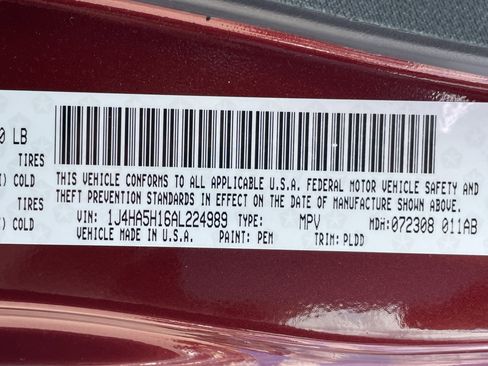 0 LB
TIRES
) COLD
TIRES
) COLD
THIS VEHICLE CONFORMS TO ALL APPLICABLE U.S.A. FEDERAL MOTOR VEHICLE SAFETY AND
THEFT PREVENTION STANDARDS IN EFFECT ON THE DATE OF MANUFACTURE SHOWN ABOVE.
VIN: 1J4HA5H16AL224989 TYPE: MPV MDH: 072308 011AB
VEHICLE MADE IN U.S.A. PAINT: PEM TRIM: PLDD